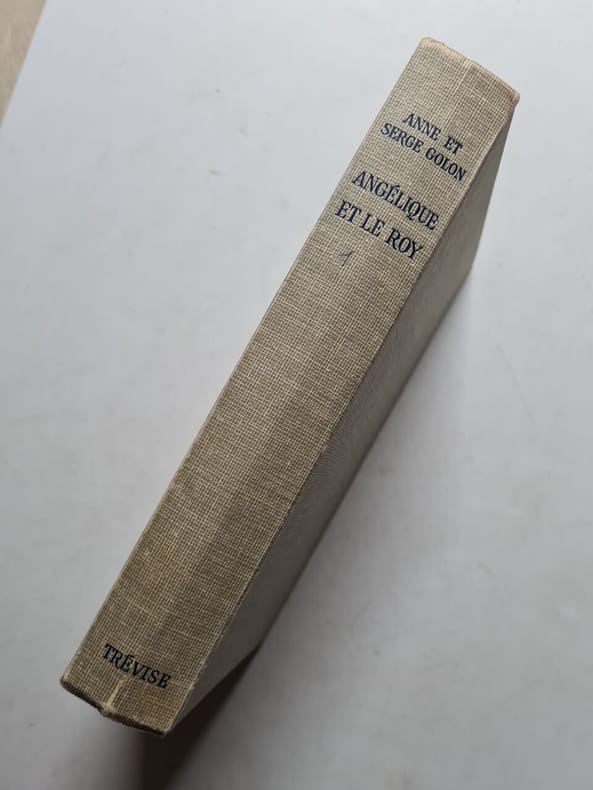 ANNE ET
SERGE GOLON
ANGÉLIQUE
ET LE ROY
1
TRÉVISE